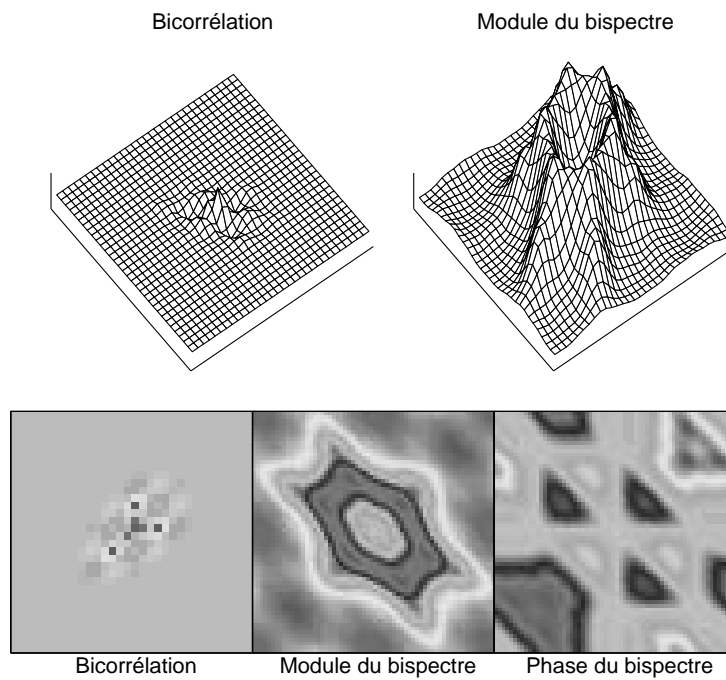 Bicorrélation
Module du bispectre
Bicorrélation
Module du bispectre
Phase du bispectre